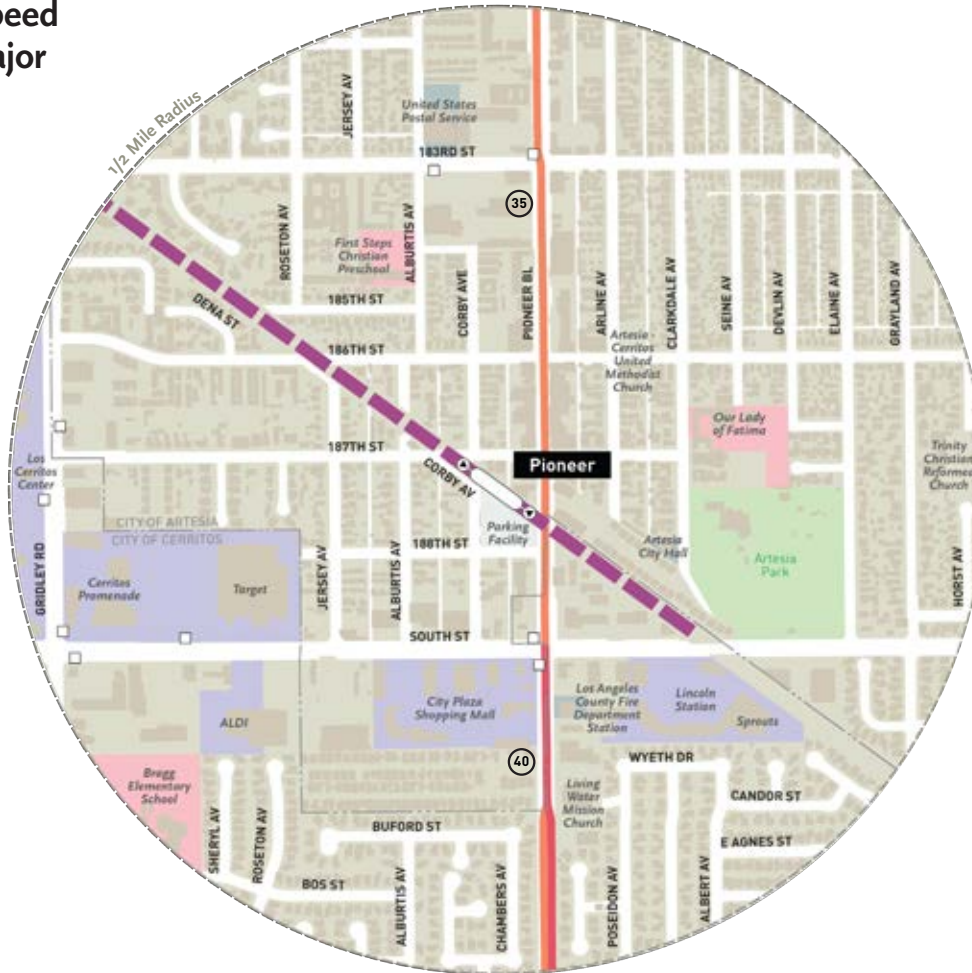 peed
ajor
1/2 Mile Radius
JERSEY AV
United States
Postal Service
183RD ST
35
ROSETON AV
First Steps
Christian
Preschool
ALBURTIS AV
185TH ST
DENA ST
CORBY AVE
PIONEER BL
ARLINE AV
CLARKDALE AV
SEINE AV
DEVLIN AV
ELAINE AV
GRAYLAND AV
186TH ST
Artesia -
Cerritos
United
Methodist
Church
Our Lady
of Fatima
187TH ST
Los
Cerritos
Center
CORBY AV
Pioneer
Trinity
Christian
Reformed
Church
CITY OF ARTESIA
CITY OF CERRITOS
Parking
Facility
188TH ST
Artesia
City Hall
Artesia
Park
GRIDLEY RD
Cerritos
Promenade
Target
JERSEY AV
ALBURTIS AV
HORST AV
SOUTH ST
ALDI
City Plaza
Shopping Mall
Los Angeles
County Fire
Department
Station
Lincoln
Station
Sprouts
40
WYETH DR
Bragg
Elementary
School
Living
Water
Mission
Church
CANDOR ST
SHERYL AV
ROSETON AV
BUFORD ST
E AGNES ST
BOS ST
ALBURTIS AV
CHAMBERS AV
POSEIDON AV
ALBERT AV